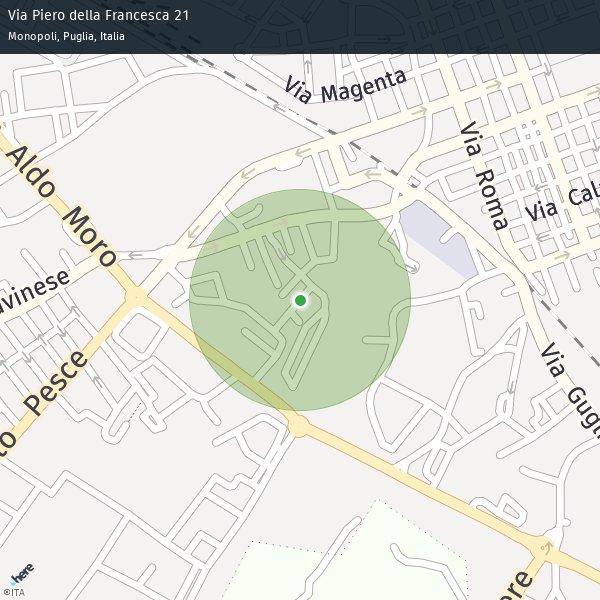 Via Piero della Francesca 21
Monopoli, Puglia, Italia
Via Magenta
Aldo Moro
Via Roma
Via Cal
vinese
to Pesce
Via Gugl
ere
here
©ITA